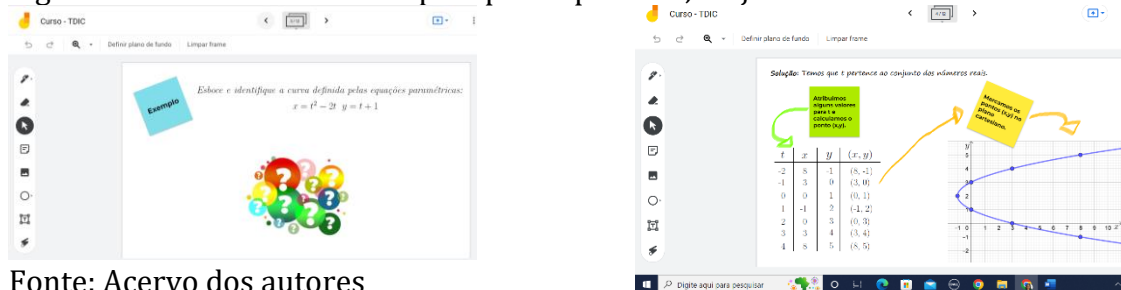 Curso - TDIC
Definir plano de fundo Limpar frame
Exemplo
Esboce e identifique a curva definida pelas equações paramétricas:
x = t² − 2t y = t + 1
Fonte: Acervo dos autores
Curso - TDIC
Definir plano de fundo Limpar frame
Solução: Temos que t pertence ao conjunto dos números reais.
Atribuímos
alguns valores
para t e
calculamos o
ponto (x,y).
Marcamos os
pontos (x,y) no
plano
cartesiano.
t x y (x, y)
-2 8 -1 (8, -1)
-1 3 0 (3, 0)
0 0 1 (0, 1)
1 -1 2 (-1, 2)
2 0 3 (0, 3)
3 3 4 (3, 4)
4 8 5 (8, 5)
Digite aqui para pesquisar